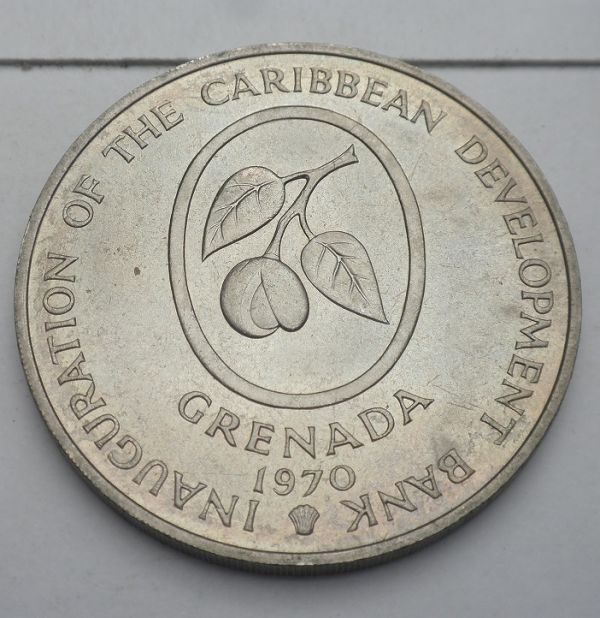 INAUGURATION OF THE CARIBBEAN DEVELOPMENT BANK
GRENADA
1970